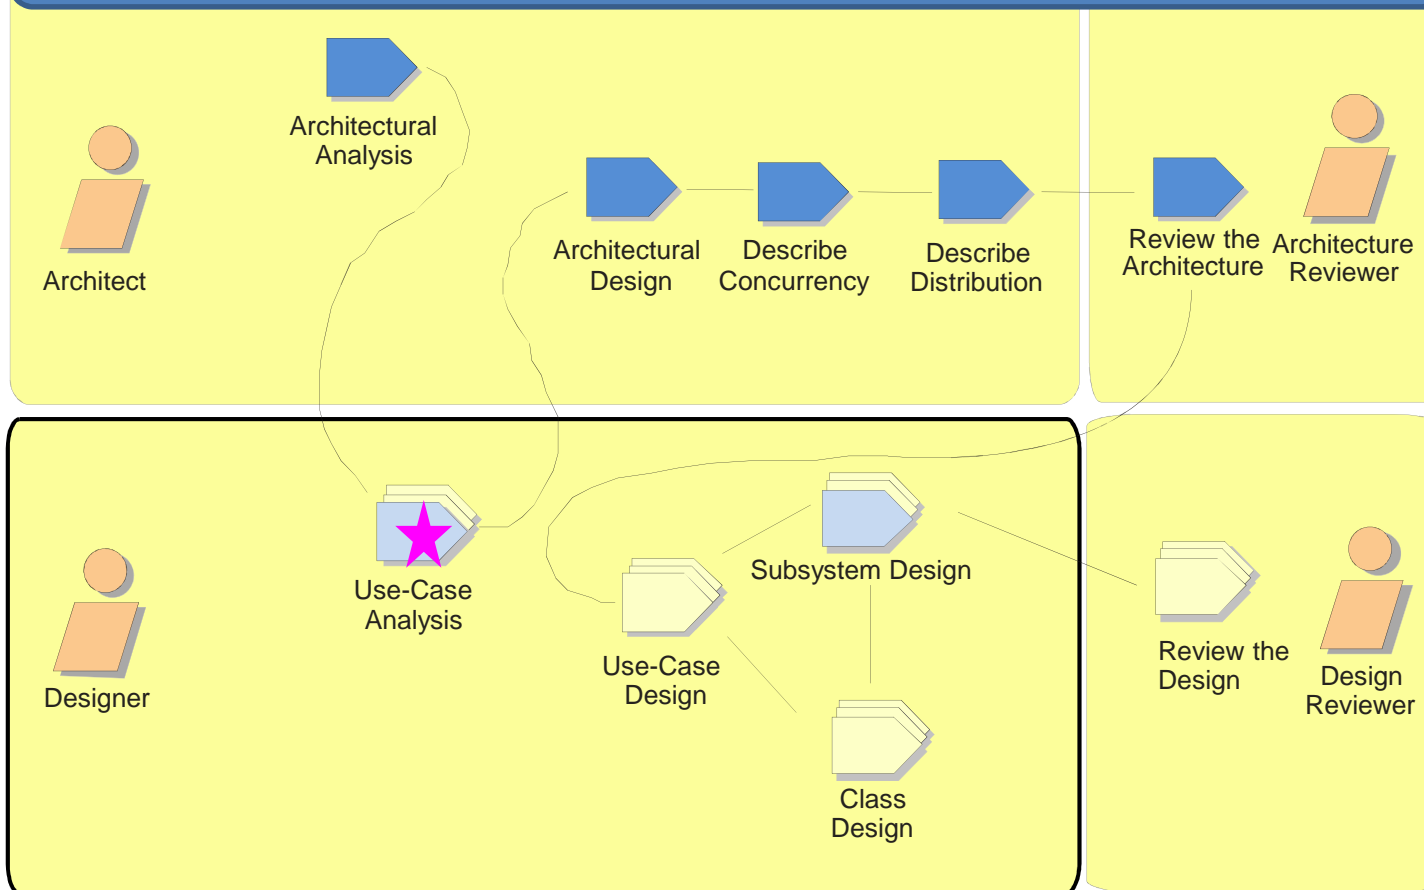 Architectural
Analysis
Architect
Architectural
Design
Describe
Concurrency
Describe
Distribution
Review the
Architecture
Architecture
Reviewer
Designer
Use-Case
Analysis
Use-Case
Design
Subsystem Design
Class
Design
Review the
Design
Design
Reviewer